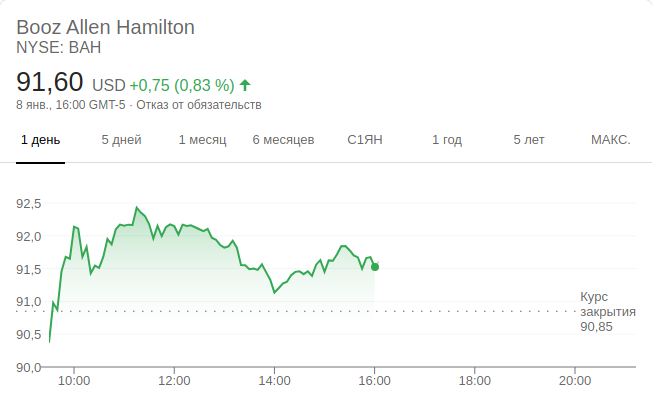 Booz Allen Hamilton
NYSE: BAH
91,60 USD +0,75 (0,83 %)
8 янв., 16:00 GMT-5 · Отказ от обязательств
1 день 5 дней 1 месяц 6 месяцев С1ЯН 1 год 5 лет МАКС.
92,5
92,0
91,5
91,0
90,5
90,0
Курс
закрытия
90,85
10:00 12:00 14:00 16:00 18:00 20:00